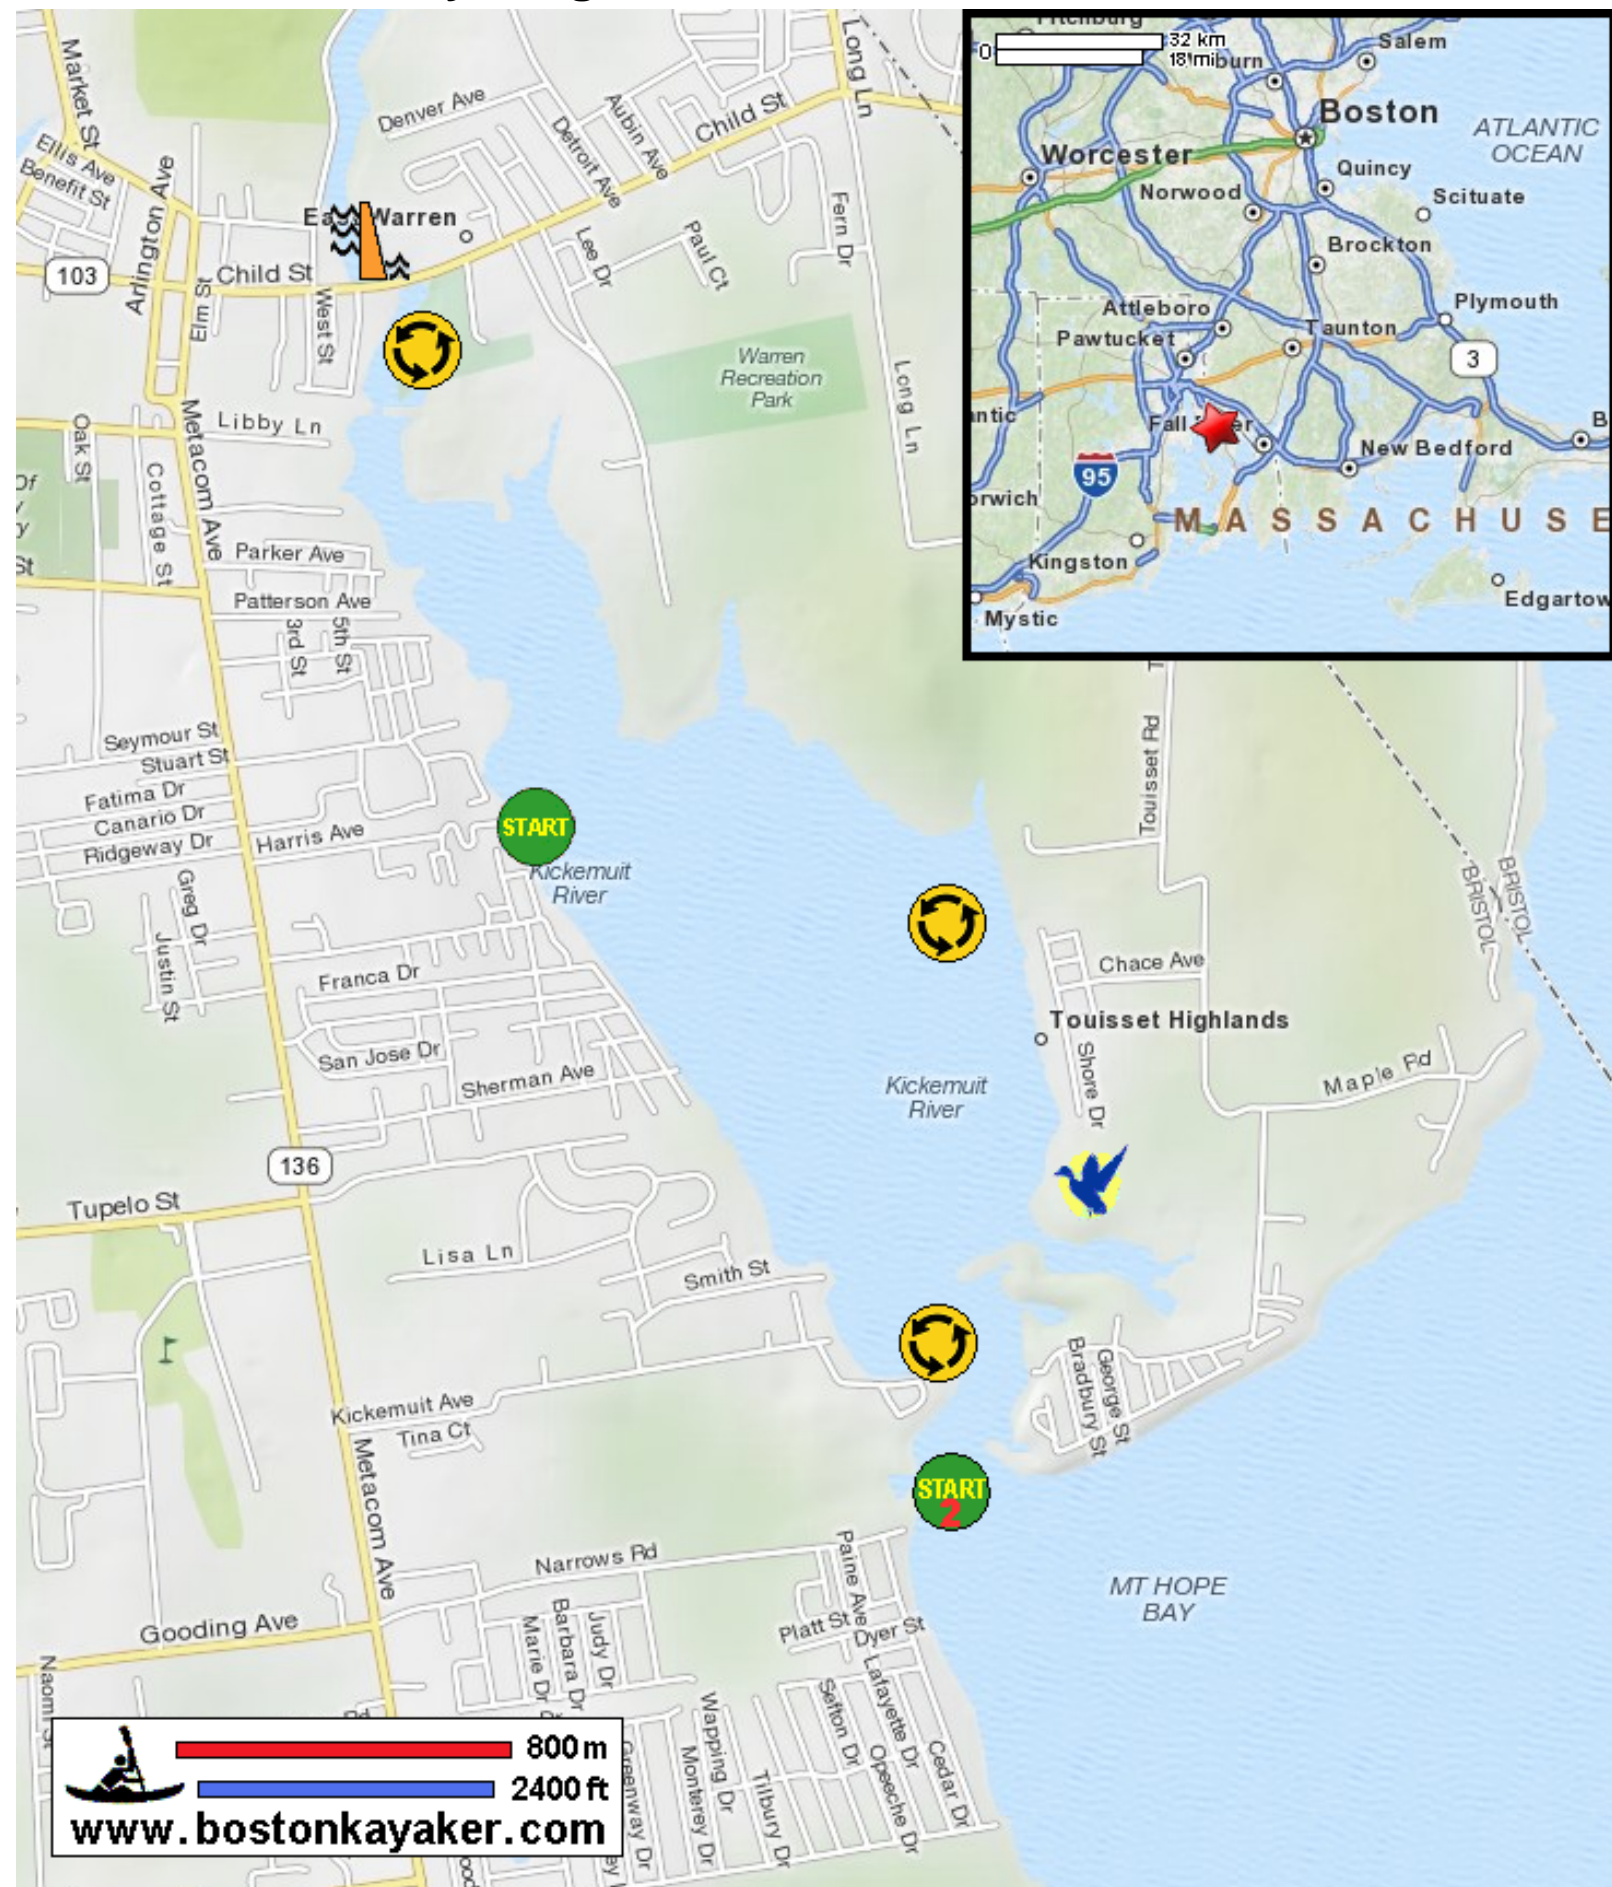 Market St
Ellis Ave
Benefit St
Arlington Ave
103
Elm St
Child St
West St
Denver Ave
Detroit Ave
Aubin Ave
Child St
Long Ln
Lee Dr
Paul Ct
Fern Dr
Long Ln
Warren
Recreation
Park
Oak St
Cottage St
Metacom Ave
Libby Ln
Of
St
Parker Ave
Patterson Ave
3rd St
5th St
Seymour St
Stuart St
Fatima Dr
Canario Dr
Ridgeway Dr
Harris Ave
Greg Dr
Justin St
START
Kickemuit
River
Franca Dr
San Jose Dr
Sherman Ave
136
Tupelo St
Lisa Ln
Smith St
Kickemuit Ave
Tina Ct
Metacom Ave
Kickemuit
River
Touisset Rd
Chace Ave
Touisset Highlands
Shore Dr
Maple Rd
BRISTOL
BRISTOL
Bradbury St
George St
START
2
Narrows Rd
Gooding Ave
Naomi St
Marie Dr
Barbara Dr
Judy Dr
Paine Ave
Platt St
Dyer St
Sefton Dr
Lafayette Dr
Opeeche Dr
Cedar Dr
Wapping Dr
Monterey Dr
Tilbury Dr
Greenway Dr
MT HOPE
BAY
800 m
2400 ft
www.bostonkayaker.com
0
32 km
18 mi
Salem
Boston
ATLANTIC
OCEAN
Worcester
Quincy
Norwood
Scituate
Brockton
Attleboro
Plymouth
Pawtucket
Taunton
3
New Bedford
95
Kingston
MASSACHUSE
Mystic
Edgartow